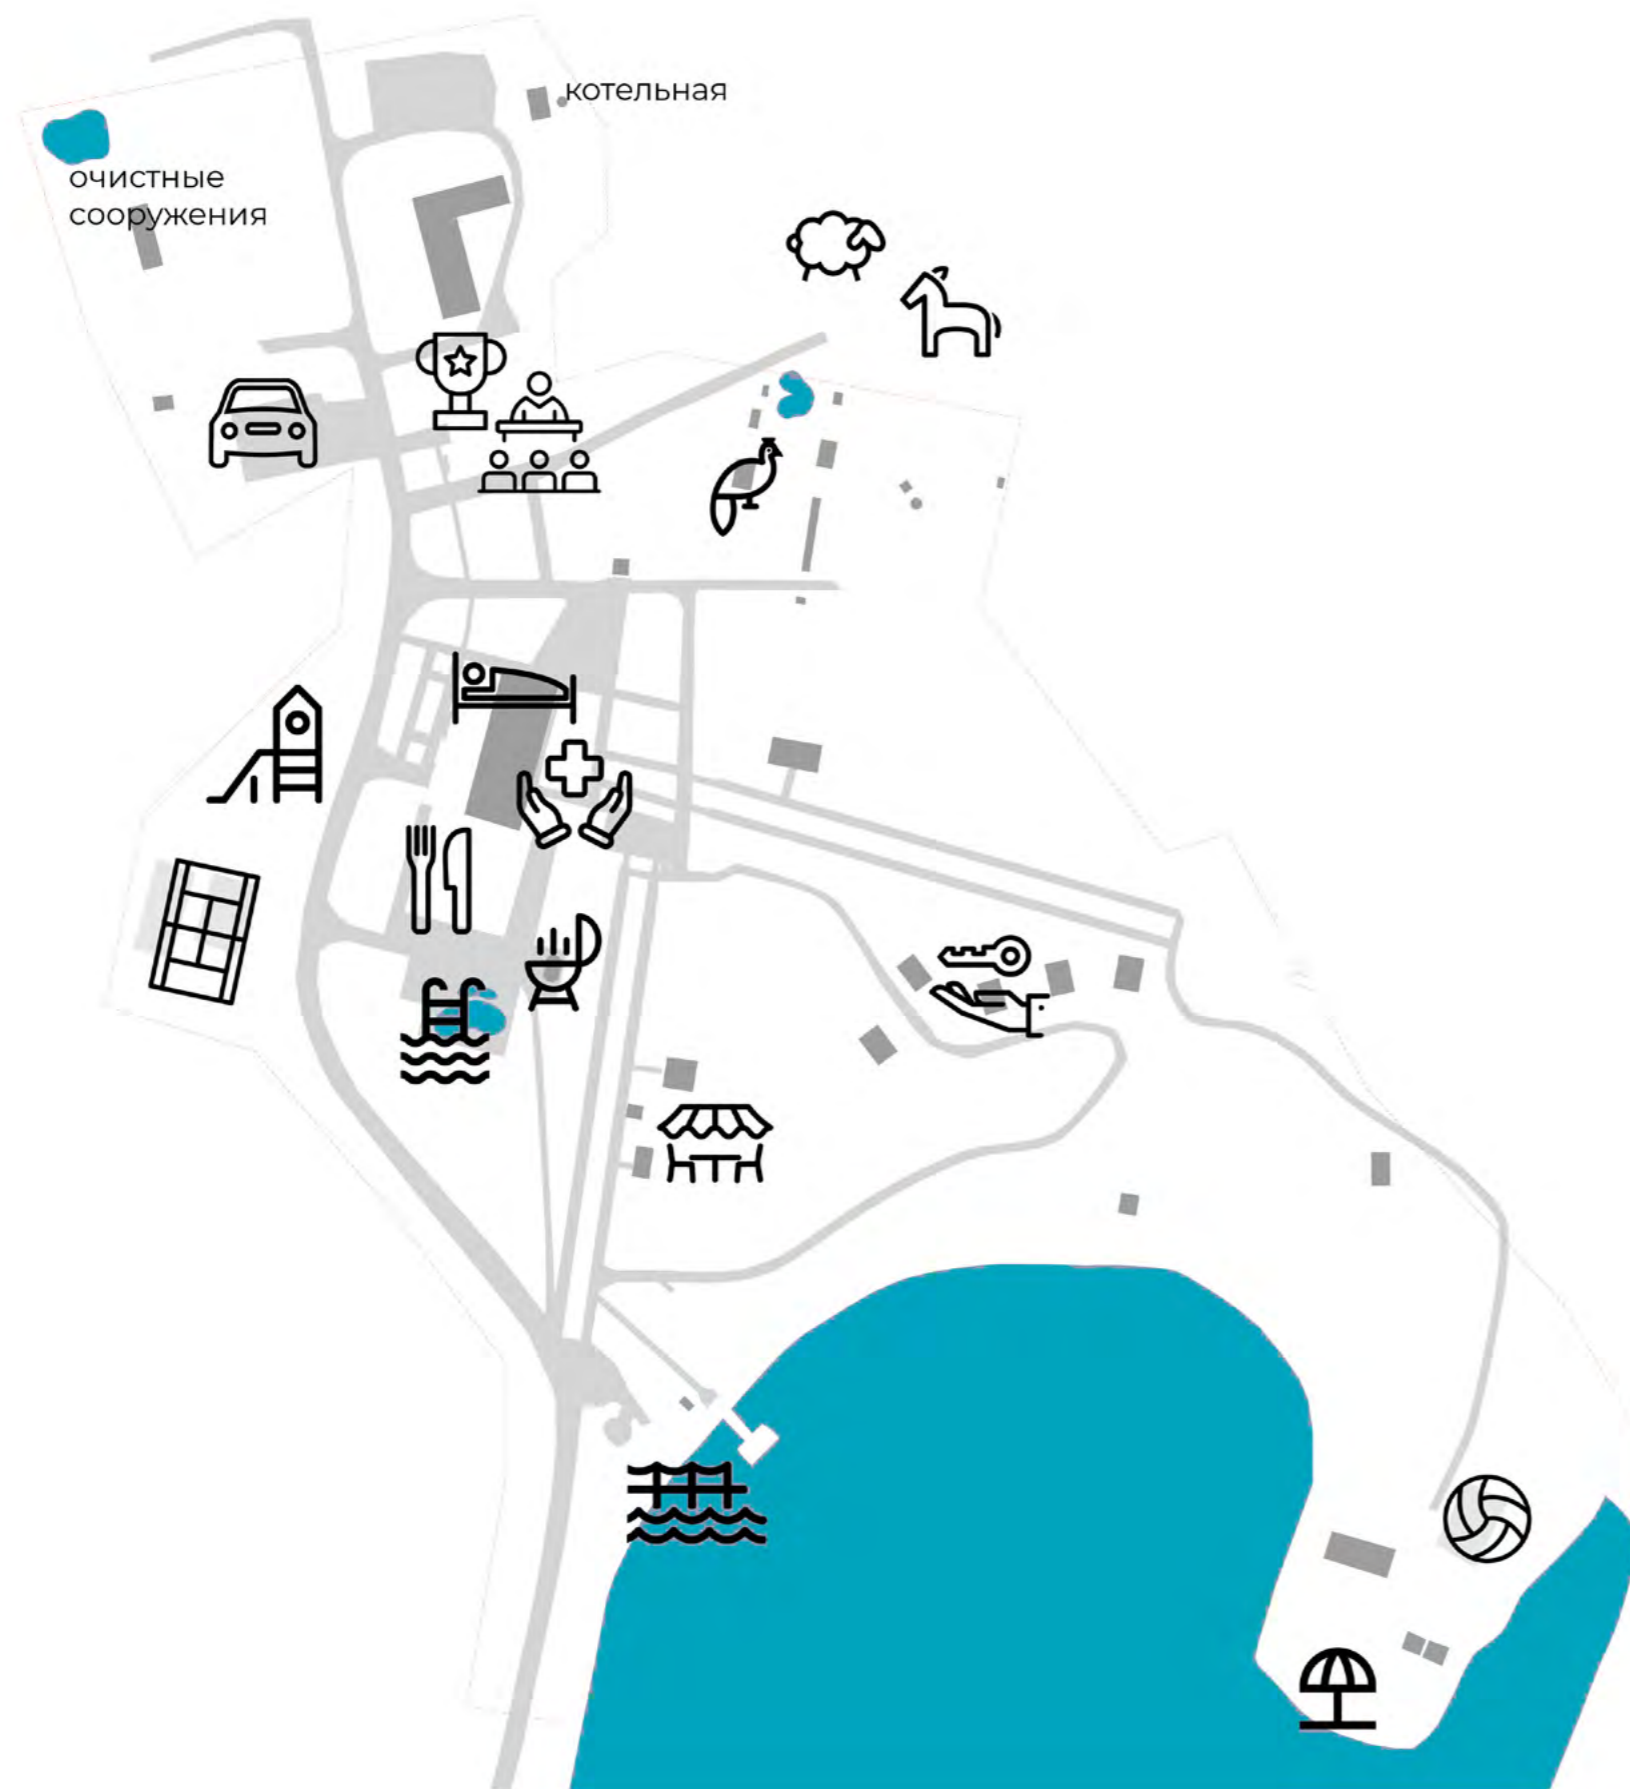 котельная
очистные
сооружения